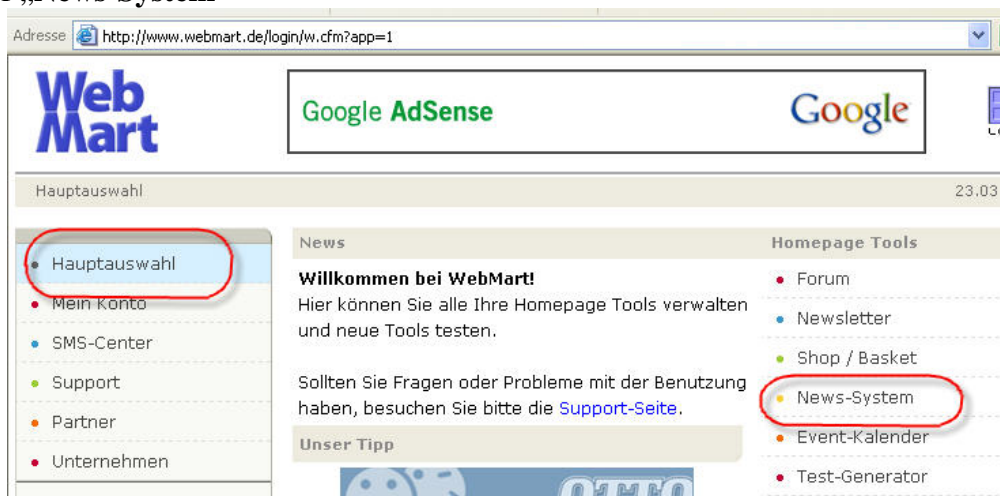 „News-System"
Adresse http://www.webmart.de/login/w.cfm?app=1
Web
Mart
Google AdSense
Google
Hauptauswahl
23.03
Hauptauswahl
Mein Konto
SMS-Center
Support
Partner
Unternehmen
News
Willkommen bei WebMart!
Hier können Sie alle Ihre Homepage Tools verwalten
und neue Tools testen.
Sollten Sie Fragen oder Probleme mit der Benutzung
haben, besuchen Sie bitte die Support-Seite.
Unser Tipp
OTTO
Homepage Tools
Forum
Newsletter
Shop / Basket
News-System
Event-Kalender
Test-Generator